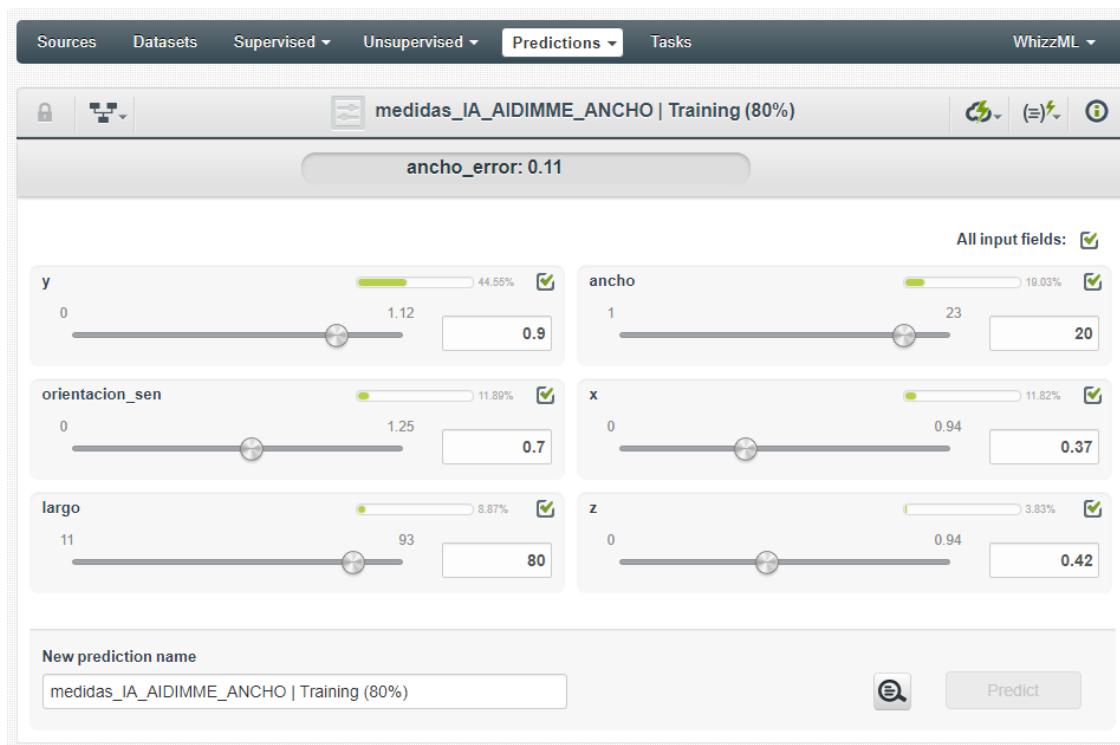 Sources Datasets Supervised Unsupervised Predictions Tasks WhizzML
medidas_IA_AIDIMME_ANCHO | Training (80%)
ancho_error: 0.11
All input fields:
y 44.55%
0 1.12
0.9
ancho 19.03%
1 23
20
orientacion_sen 11.89%
0 1.25
0.7
x 11.82%
0 0.94
0.37
largo 8.87%
11 93
80
z 3.83%
0 0.94
0.42
New prediction name
medidas_IA_AIDIMME_ANCHO | Training (80%)
Predict